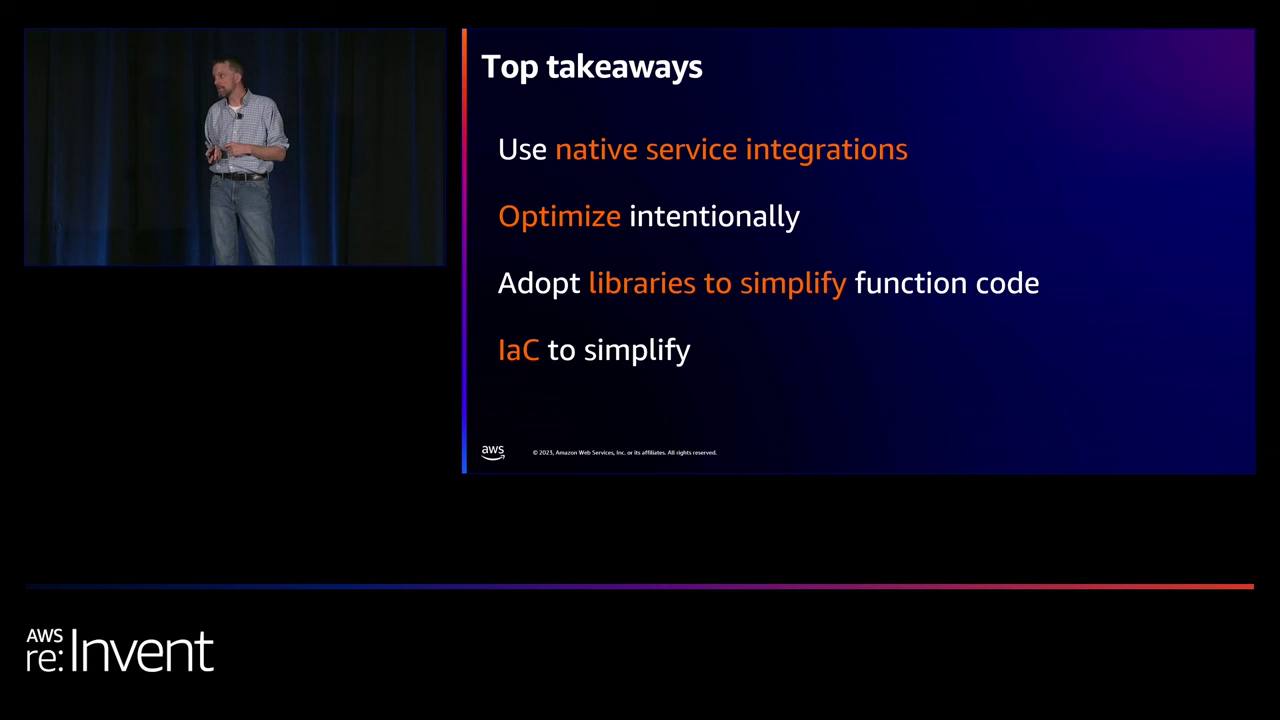 Top takeaways
Use native service integrations
Optimize intentionally
Adopt libraries to simplify function code
IaC to simplify
aws
© 2023, Amazon Web Services, Inc. or its affiliates. All rights reserved.
AWS
re:Invent